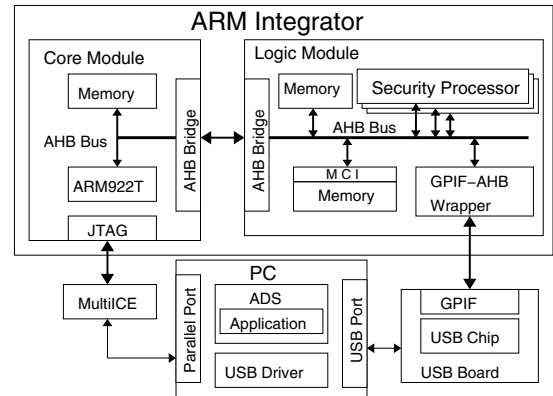 ARM Integrator
Core Module
Memory
AHB Bus
ARM922T
JTAG
AHB Bridge
Logic Module
AHB Bridge
Memory
Security Processor
AHB Bus
M C I
Memory
GPIF-AHB
Wrapper
MultiICE
PC
Parallel Port
ADS
Application
USB Driver
USB Port
GPIF
USB Chip
USB Board